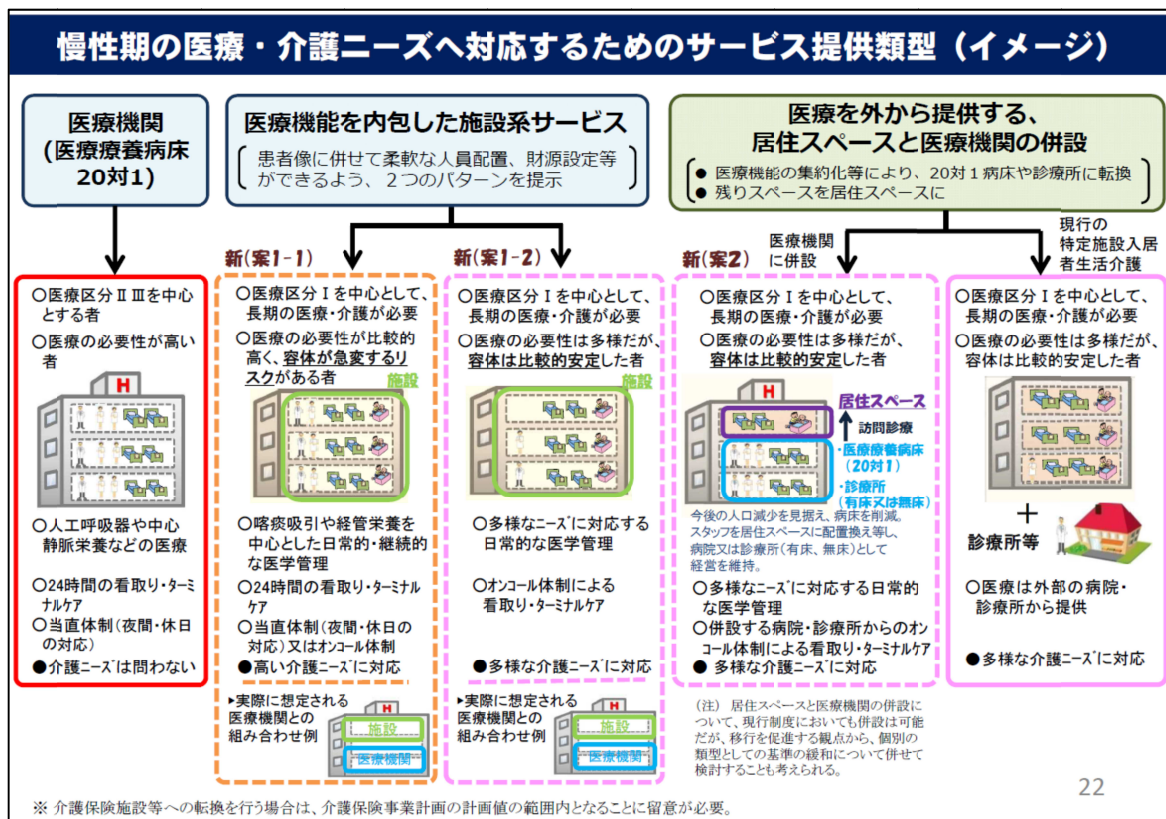 慢性期の医療・介護ニーズへ対応するためのサービス提供類型（イメージ）
医療機関
(医療療養病床
20対1)
医療機能を内包した施設系サービス
患者像に併せて柔軟な人員配置、財源設定等
ができるよう、２つのパターンを提示
医療を外から提供する、
居住スペースと医療機関の併設
● 医療機能の集約化等により、20対１病床や診療所に転換
● 残りスペースを居住スペースに
○医療区分ⅡⅢを中心
とする者
○医療の必要性が高い
者
H
○人工呼吸器や中心
静脈栄養などの医療
○24時間の看取り・ターミ
ナルケア
○当直体制（夜間・休日
の対応）
●介護ニーズは問わない
新(案1-1)
○医療区分Ⅰを中心として、
長期の医療・介護が必要
○医療の必要性が比較的
高く、容体が急変するリ
スクがある者
施設
H
○喀痰吸引や経管栄養を
中心とした日常的・継続的
な医学管理
○24時間の看取り・ターミナル
ケア
○当直体制（夜間・休日の
対応）又はオンコール体制
●高い介護ニーズに対応
▸実際に想定される
医療機関との
組み合わせ例
H
施設
医療機関
新(案1-2)
○医療区分Ⅰを中心として、
長期の医療・介護が必要
○医療の必要性は多様だが、
容体は比較的安定した者
施設
○多様なニーズに対応する
日常的な医学管理
○オンコール体制による
看取り・ターミナルケア
●多様な介護ニーズに対応
▸実際に想定される
医療機関との
組み合わせ例
H
施設
医療機関
新(案2)
医療機関
に併設
○医療区分Ⅰを中心として、
長期の医療・介護が必要
○医療の必要性は多様だが、
容体は比較的安定した者
H
居住スペース
訪問診療
・医療療養病床
（20対1）
・診療所
（有床又は無床）
今後の人口減少を見据え、病床を削減。
スタッフを居住スペースに配置換え等し、
病院又は診療所（有床、無床）として
経営を維持。
○多様なニーズに対応する日常的
な医学管理
○併設する病院・診療所からのオン
コール体制による看取り・ターミナルケア
● 多様な介護ニーズに対応
（注） 居住スペースと医療機関の併設に
ついて、現行制度においても併設は可能
だが、移行を促進する観点から、個別の
類型としての基準の緩和について併せて
検討することも考えられる。
現行の
特定施設入居
者生活介護
○医療区分Ⅰを中心として、
長期の医療・介護が必要
○医療の必要性は多様だが、
容体は比較的安定した者
＋
診療所等
○医療は外部の病院・
診療所から提供
●多様な介護ニーズに対応
22
※ 介護保険施設等への転換を行う場合は、介護保険事業計画の計画値の範囲内となることに留意が必要。